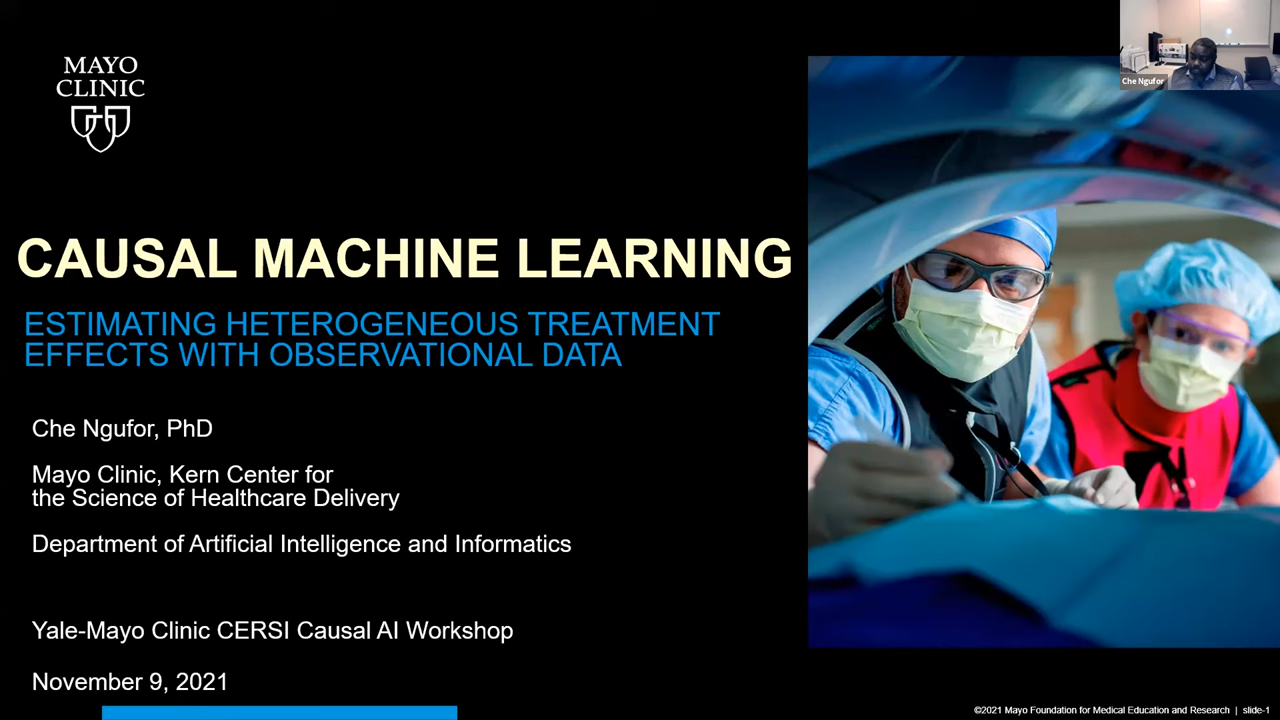 MAYO
CLINIC
Che Ngufor
CAUSAL MACHINE LEARNING
ESTIMATING HETEROGENEOUS TREATMENT
EFFECTS WITH OBSERVATIONAL DATA
Che Ngufor, PhD
Mayo Clinic, Kern Center for
the Science of Healthcare Delivery
Department of Artificial Intelligence and Informatics
Yale-Mayo Clinic CERSI Causal AI Workshop
November 9, 2021
©2021 Mayo Foundation for Medical Education and Research | slide-1